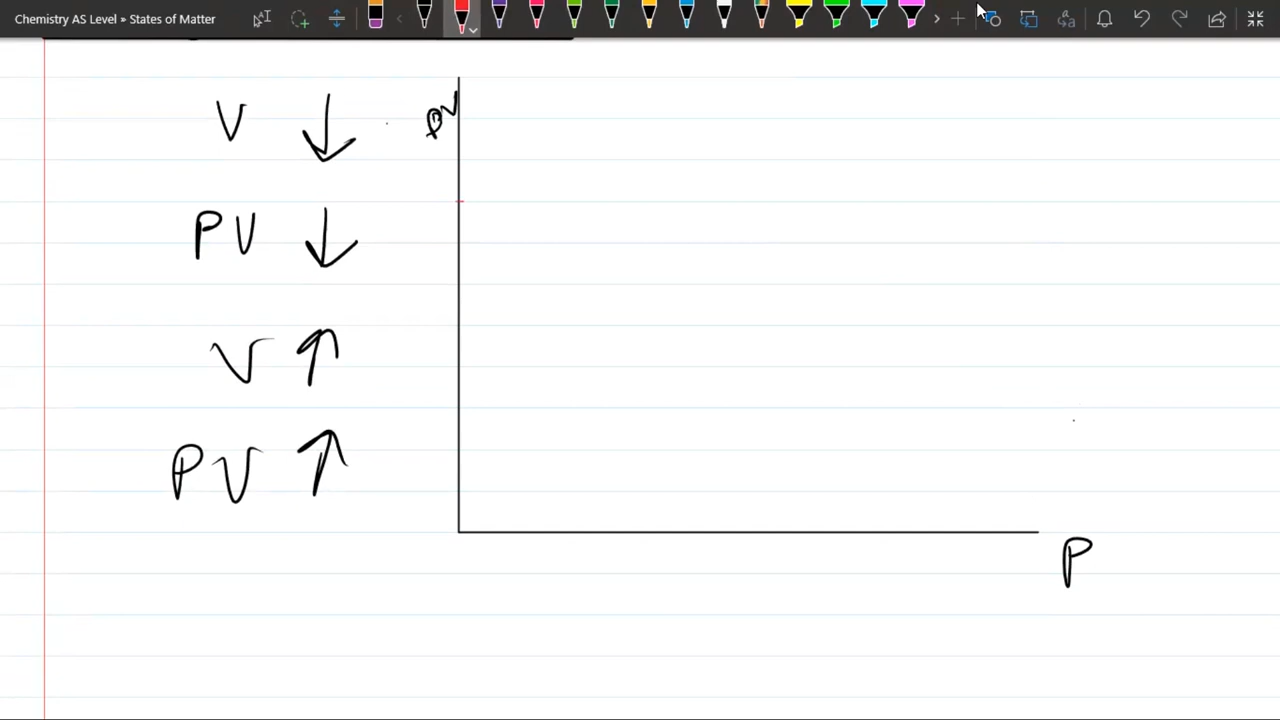 Chemistry AS Level » States of Matter
V ↓
PV
PV ↓
V ↑
PV ↑
P